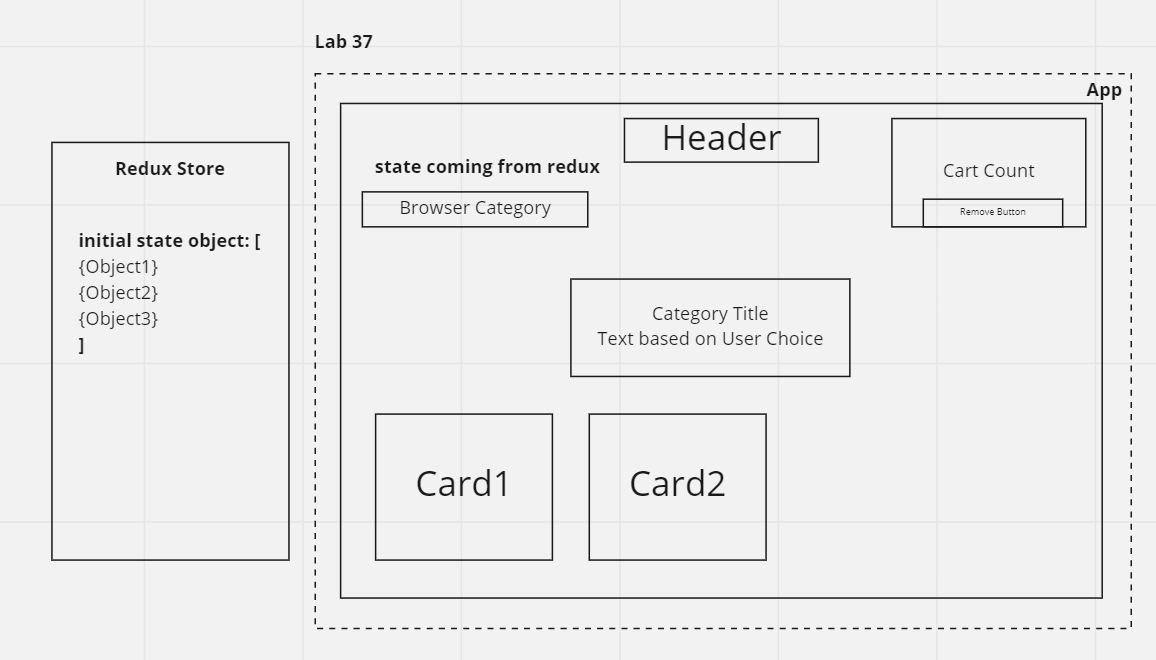 Lab 37
App
Redux Store
initial state object: [
{Object1}
{Object2}
{Object3}
]
Header
state coming from redux
Browser Category
Cart Count
Remove Button
Category Title
Text based on User Choice
Card1
Card2